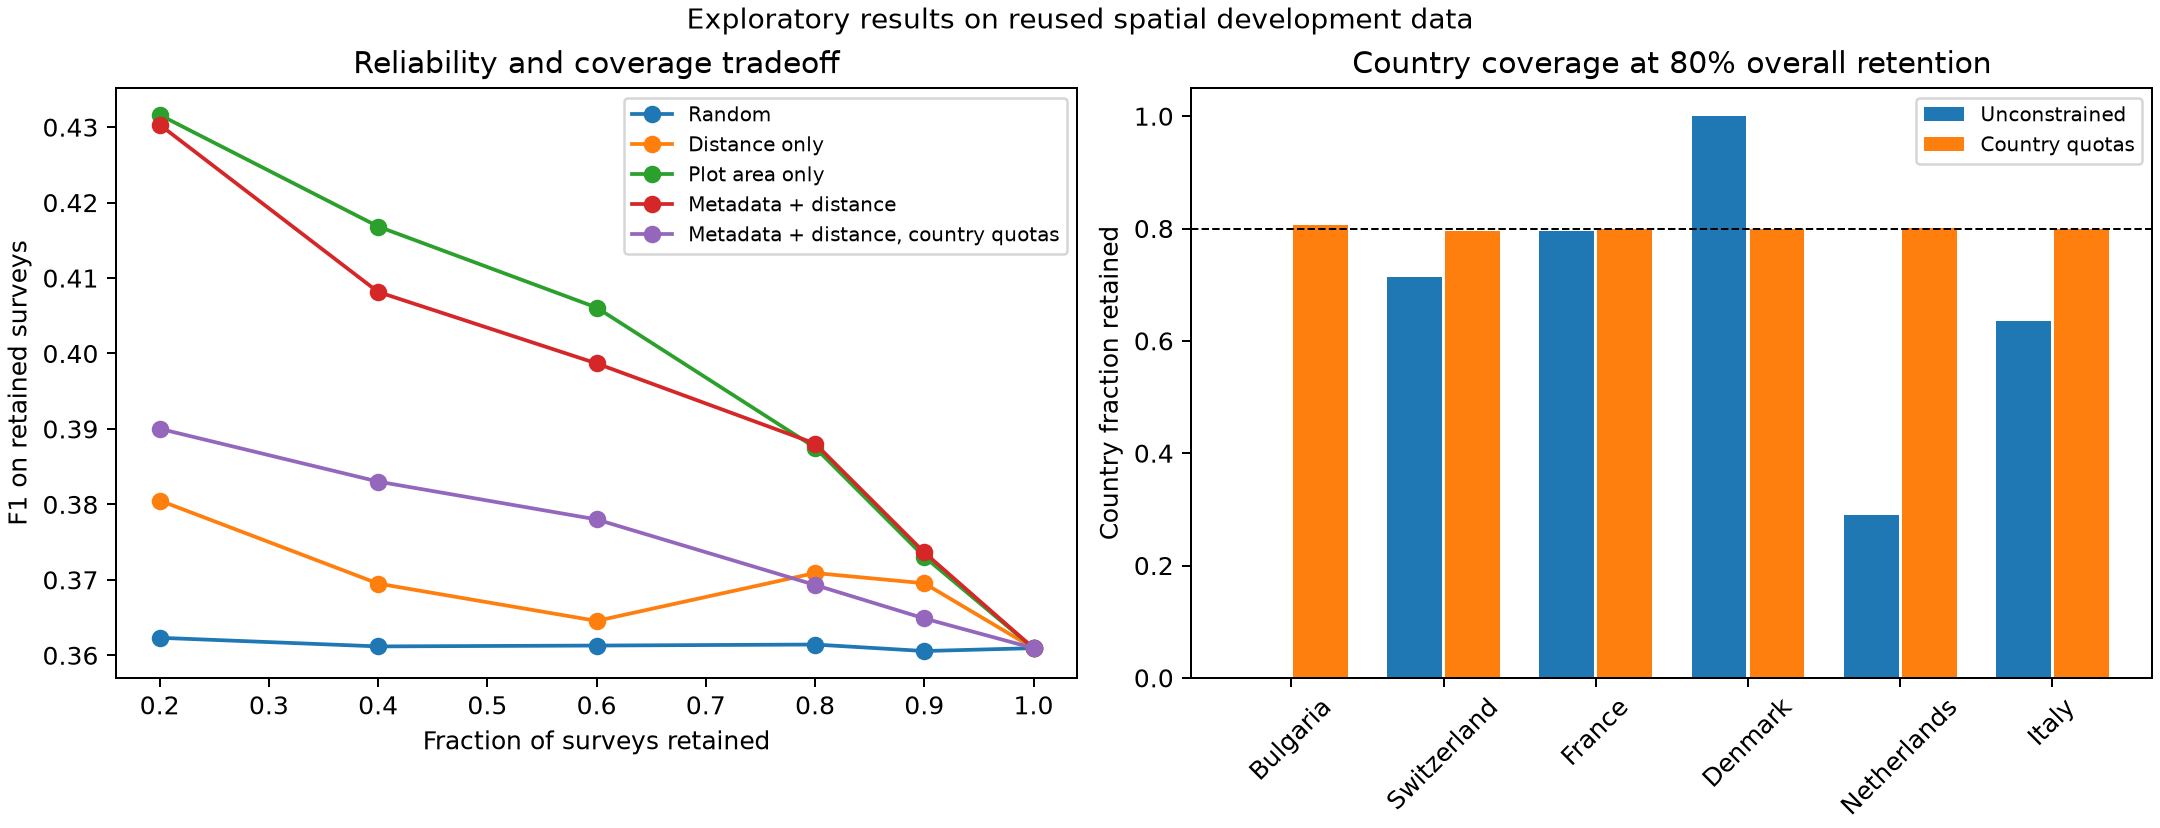 Exploratory results on reused spatial development data
Reliability and coverage tradeoff
F1 on retained surveys
0.43
0.42
0.41
0.40
0.39
0.38
0.37
0.36
Random
Distance only
Plot area only
Metadata + distance
Metadata + distance, country quotas
0.2 0.3 0.4 0.5 0.6 0.7 0.8 0.9 1.0
Fraction of surveys retained
Country coverage at 80% overall retention
Country fraction retained
1.0
0.8
0.6
0.4
0.2
0.0
Unconstrained
Country quotas
Bulgaria
Switzerland
France
Denmark
Netherlands
Italy